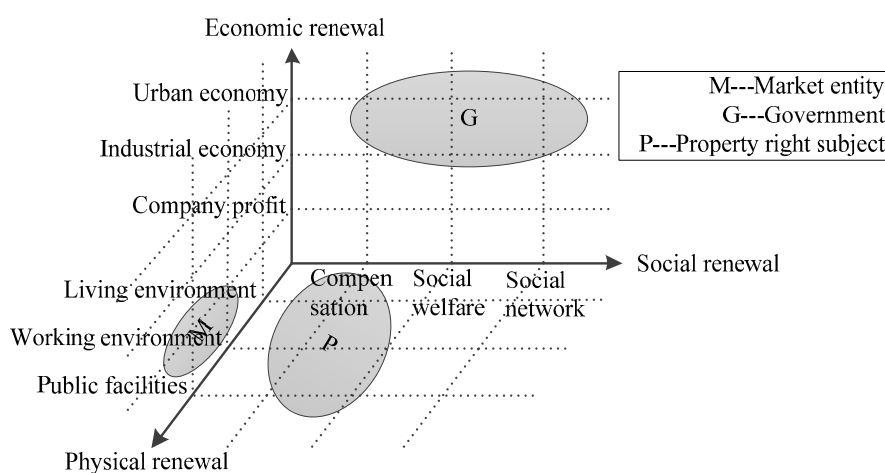 Economic renewal
Urban economy
Industrial economy
Company profit
G
M---Market entity
G---Government
P---Property right subject
Social renewal
Compen
sation
Social
welfare
Social
network
Living environment
Working environment
Public facilities
M
P
Physical renewal